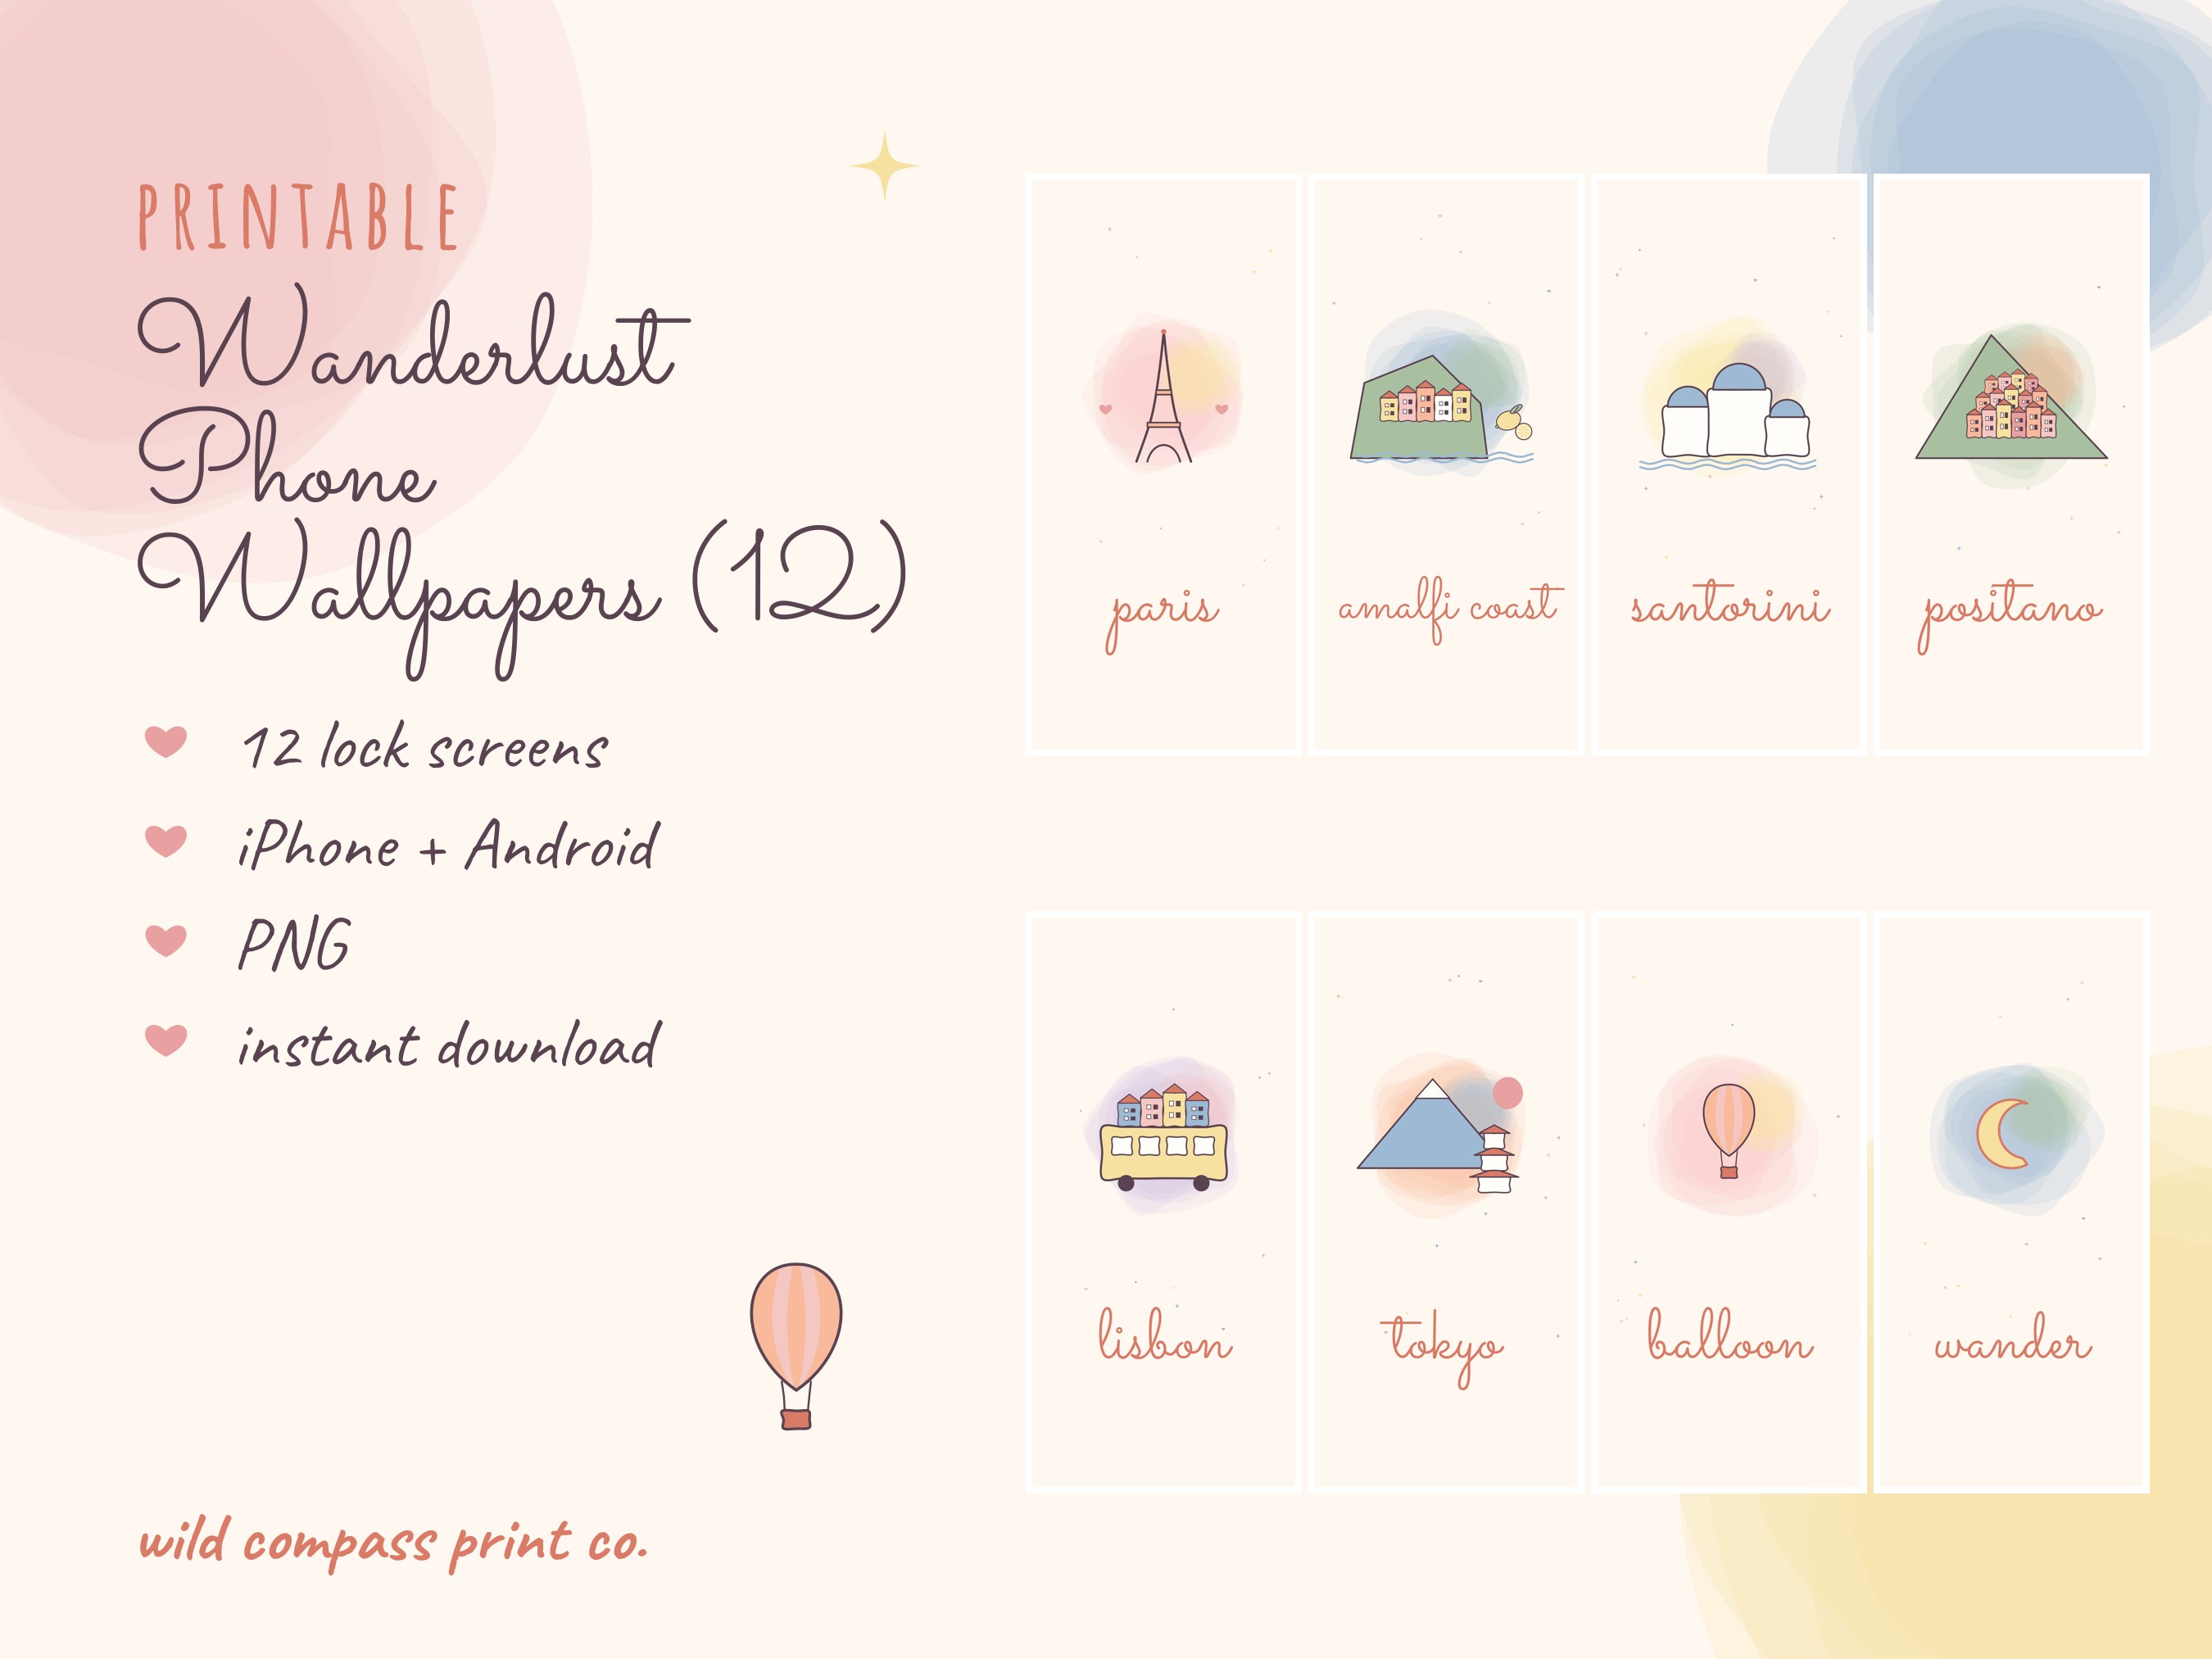 PRINTABLE
Wanderlust
Phone
Wallpapers (12)
12 lock screens
iPhone + Android
PNG
instant download
wild compass print co.
paris
amalfi coast
santorini
positano
lisbon
tokyo
balloon
wander